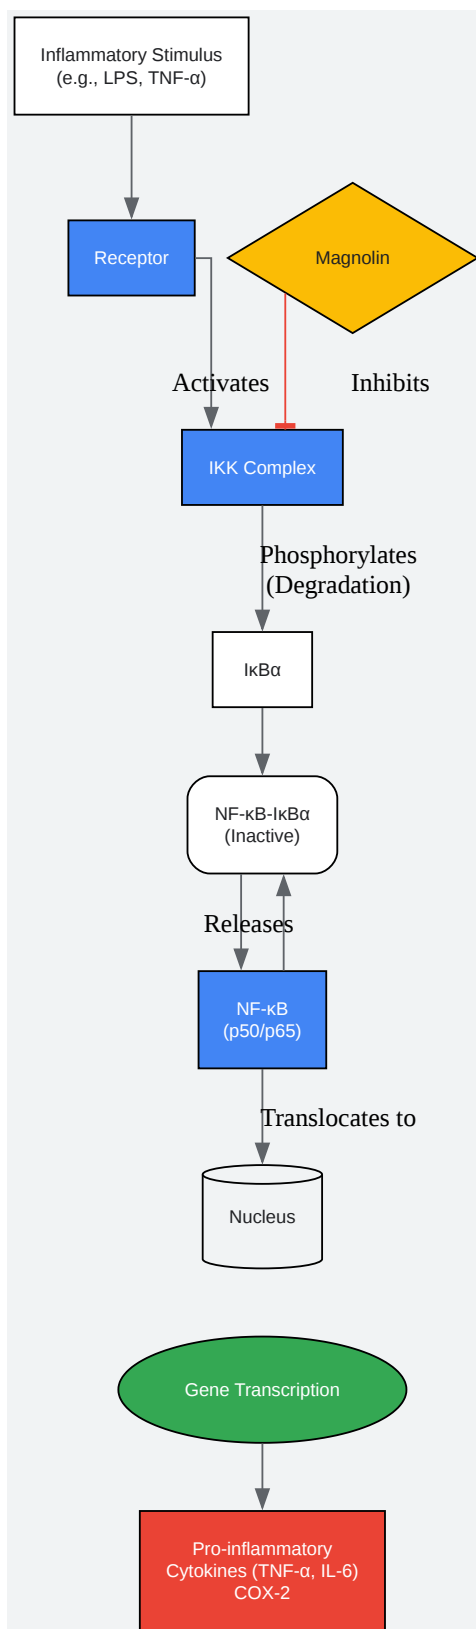 Inflammatory Stimulus
(e.g., LPS, TNF-α)
Receptor
Magnolin
Activates
Inhibits
IKK Complex
Phosphorylates
(Degradation)
IκBα
NF-κB-IκBα
(Inactive)
Releases
NF-κB
(p50/p65)
Translocates to
Nucleus
Gene Transcription
Pro-inflammatory
Cytokines (TNF-α, IL-6)
COX-2